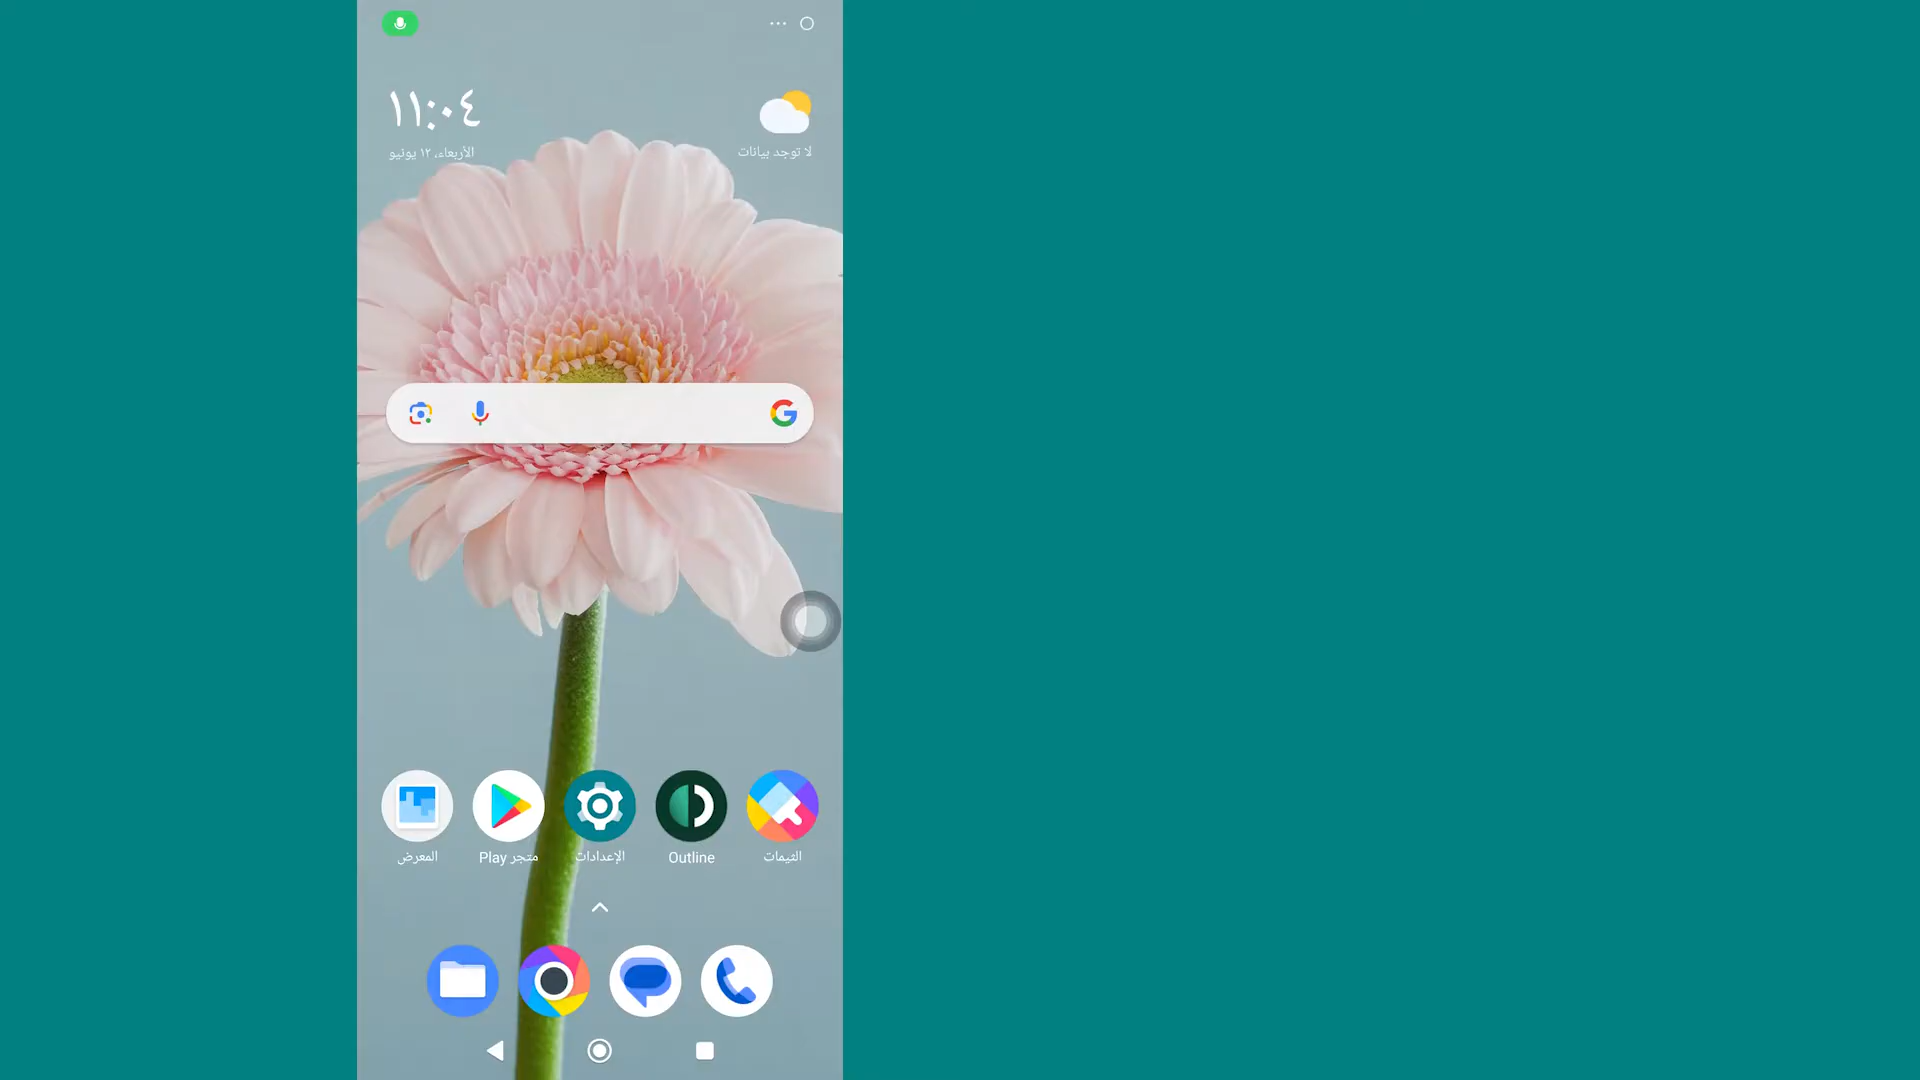 ١١:٠٤
الأربعاء، ١٢ يونيو
لا توجد بيانات
المعرض
متجر Play
الإعدادات
Outline
الثيمات